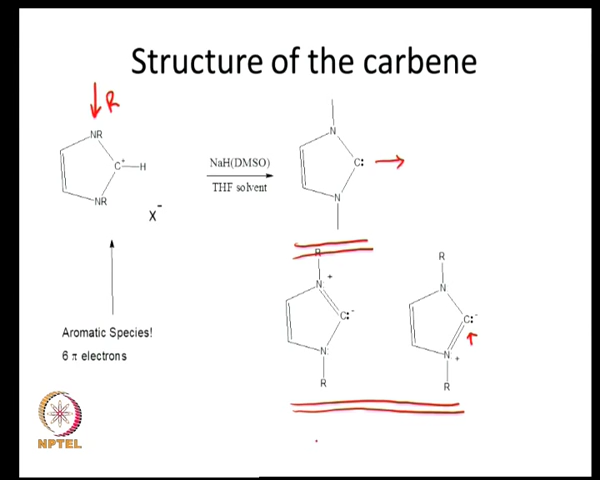 Structure of the carbene
R
NR
C⁺—H
NR
X⁻
NaH(DMSO)
THF solvent
N
C:
N
Aromatic Species!
6 π electrons
R
N: +
C:⁻
N:
R
R
N
C:⁻
N +
R
NPTEL